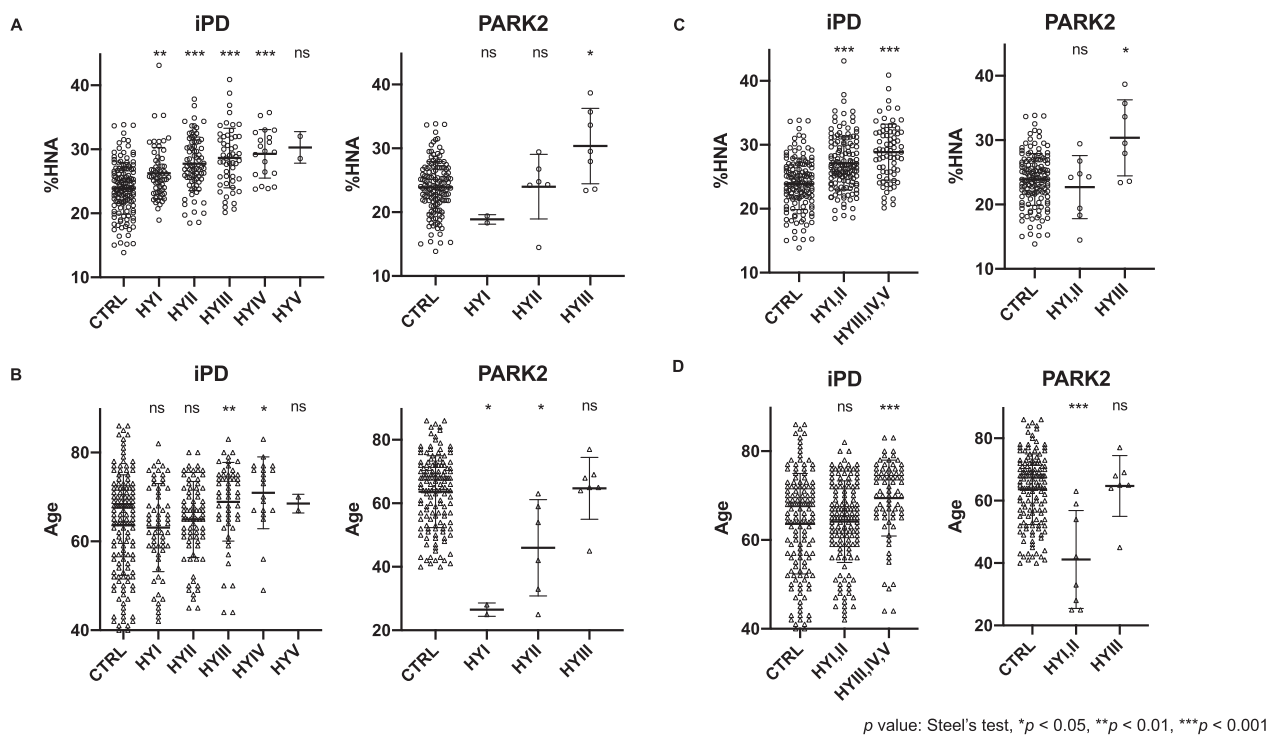 A
iPD
PARK2
** *** *** *** ns
ns ns *
%HNA
40
30
20
10
CTRL HYI HYII HYIII HYIV HYV
%HNA
40
30
20
10
CTRL HYI HYII HYIII
C
iPD
PARK2
*** ***
ns *
%HNA
40
30
20
10
CTRL HYI,II HYIII,IV,V
%HNA
40
30
20
10
CTRL HYI,II HYIII
B
iPD
PARK2
ns ns ** * ns
* * ns
Age
80
60
40
CTRL HYI HYII HYIII HYIV HYV
Age
80
60
40
20
CTRL HYI HYII HYIII
D
iPD
PARK2
ns ***
*** ns
Age
80
60
40
CTRL HYI,II HYIII,IV,V
Age
80
60
40
20
CTRL HYI,II HYIII
p value: Steel's test, *p < 0.05, **p < 0.01, ***p < 0.001